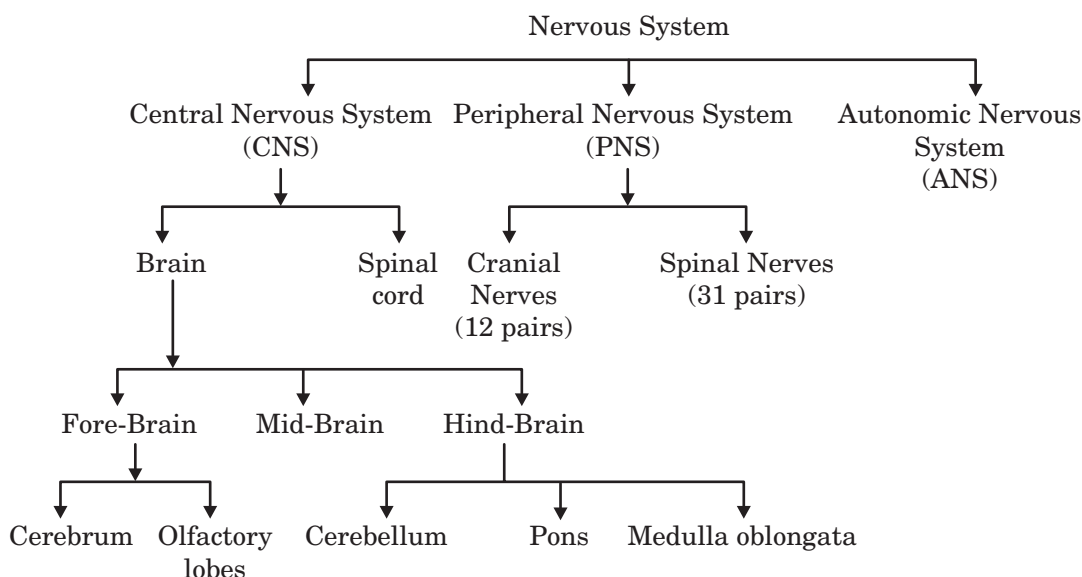 Nervous System
Central Nervous System
(CNS)
Peripheral Nervous System
(PNS)
Autonomic Nervous
System
(ANS)
Brain
Spinal
cord
Cranial
Nerves
(12 pairs)
Spinal Nerves
(31 pairs)
Fore-Brain
Mid-Brain
Hind-Brain
Cerebrum
Olfactory
lobes
Cerebellum
Pons
Medulla oblongata